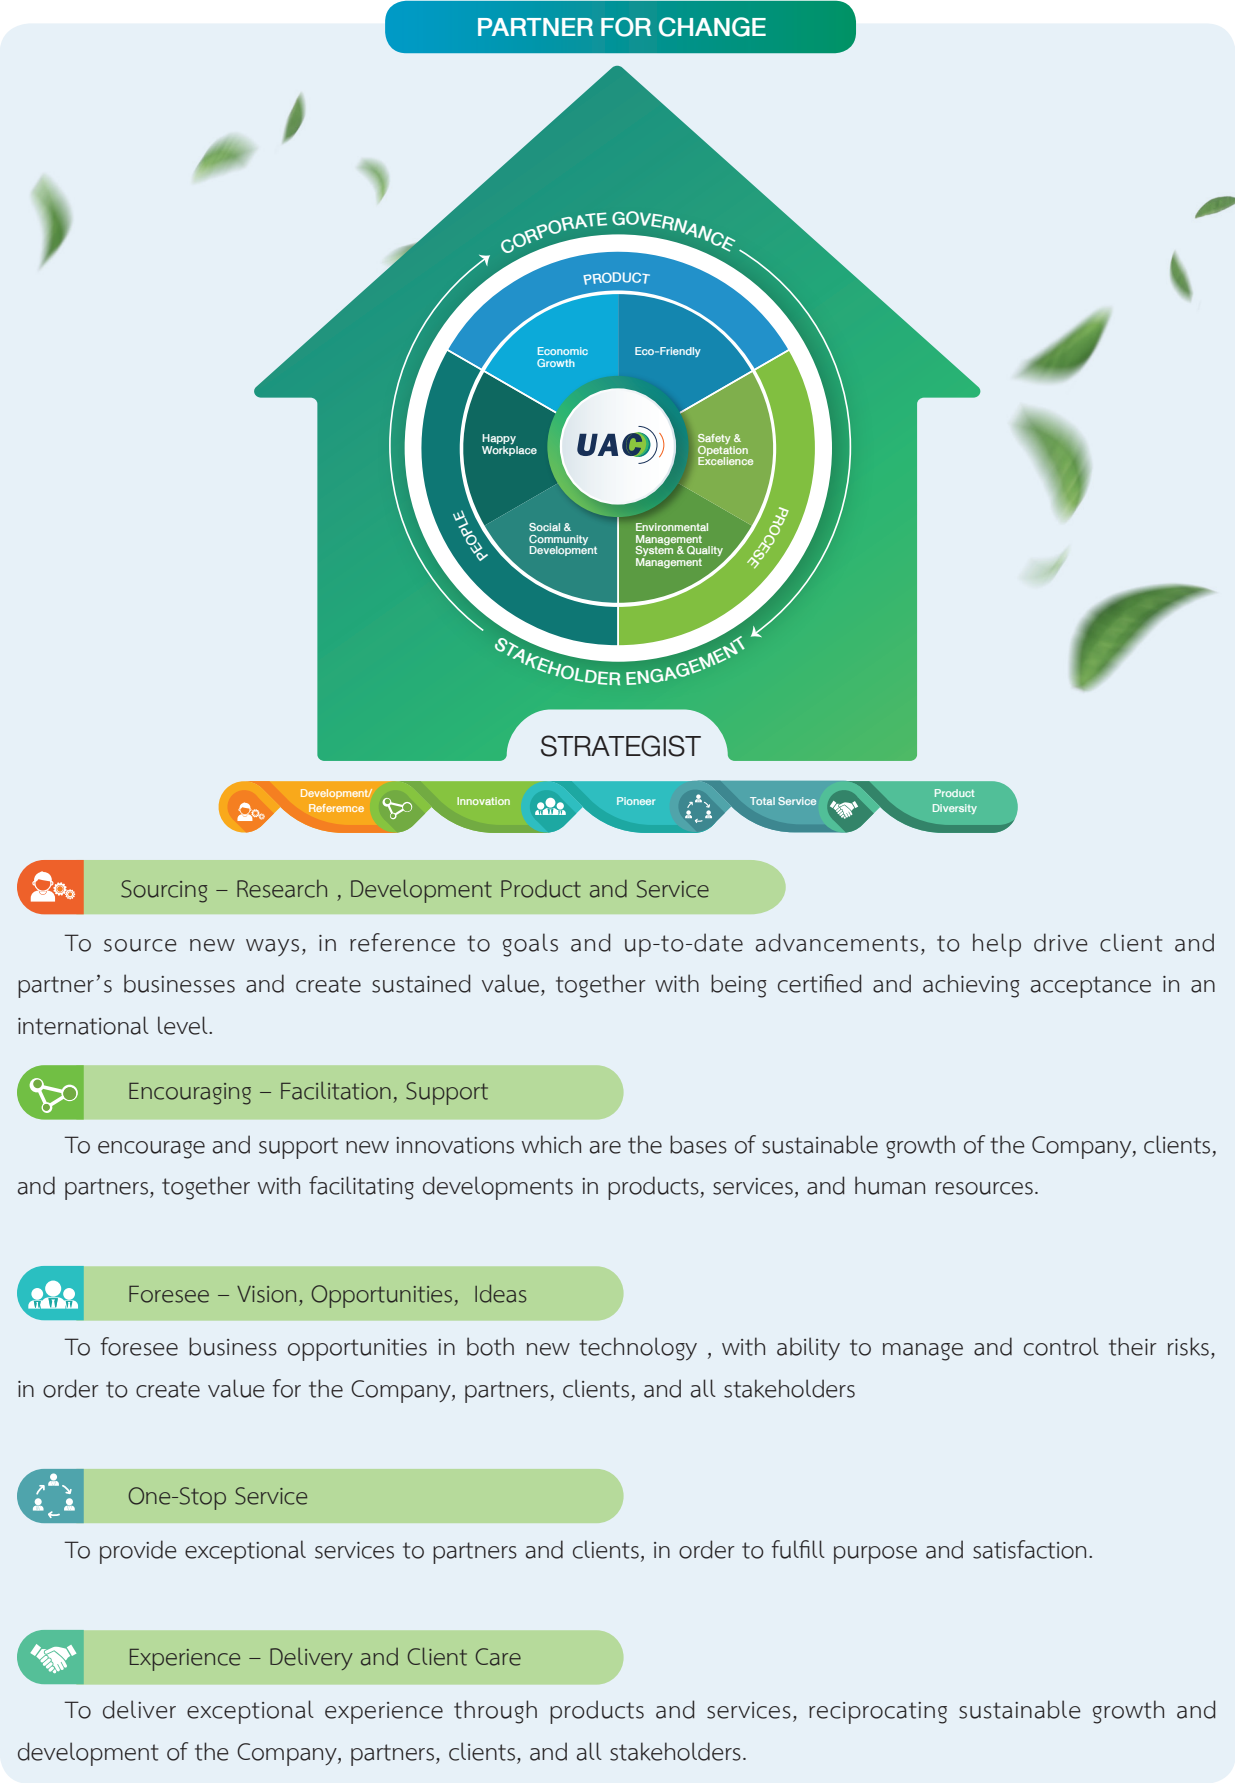 PARTNER FOR CHANGE
CORPORATE GOVERNANCE
PRODUCT
Economic
Growth
Eco-Friendly
Happy
Workplace
UAC
Safety &
Opetation
Excellence
PEOPLE
Social &
Community
Development
Environmental
Management
System & Quality
Management
PROCESE
STAKEHOLDER ENGAGEMENT
STRATEGIST
Development/
Reference
Innovation
Pioneer
Total Service
Product
Diversity
Sourcing – Research , Development Product and Service
To source new ways, in reference to goals and up-to-date advancements, to help drive client and
partner’s businesses and create sustained value, together with being certified and achieving acceptance in an
international level.
Encouraging – Facilitation, Support
To encourage and support new innovations which are the bases of sustainable growth of the Company, clients,
and partners, together with facilitating developments in products, services, and human resources.
Foresee – Vision, Opportunities, Ideas
To foresee business opportunities in both new technology , with ability to manage and control their risks,
in order to create value for the Company, partners, clients, and all stakeholders
One-Stop Service
To provide exceptional services to partners and clients, in order to fulfill purpose and satisfaction.
Experience – Delivery and Client Care
To deliver exceptional experience through products and services, reciprocating sustainable growth and
development of the Company, partners, clients, and all stakeholders.